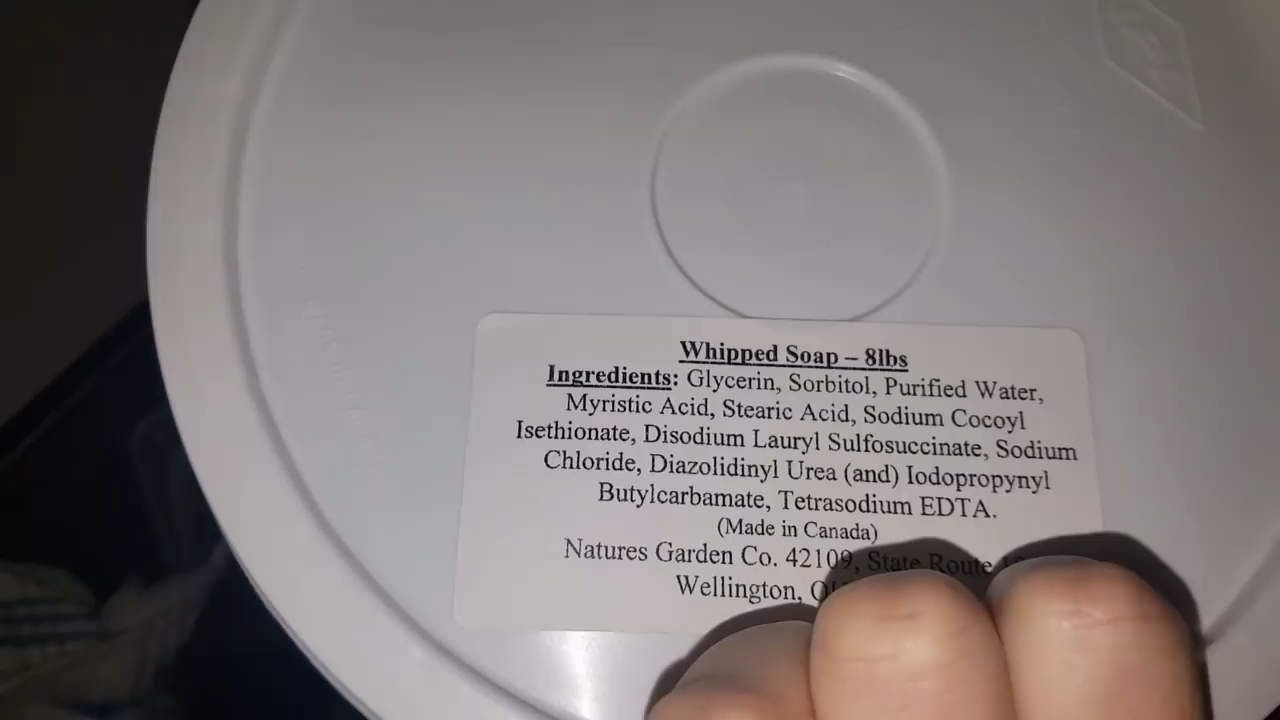 Whipped Soap – 8lbs
Ingredients: Glycerin, Sorbitol, Purified Water,
Myristic Acid, Stearic Acid, Sodium Cocoyl
Isethionate, Disodium Lauryl Sulfosuccinate, Sodium
Chloride, Diazolidinyl Urea (and) Iodopropynyl
Butylcarbamate, Tetrasodium EDTA.
(Made in Canada)
Natures Garden Co. 42109, State Route
Wellington,